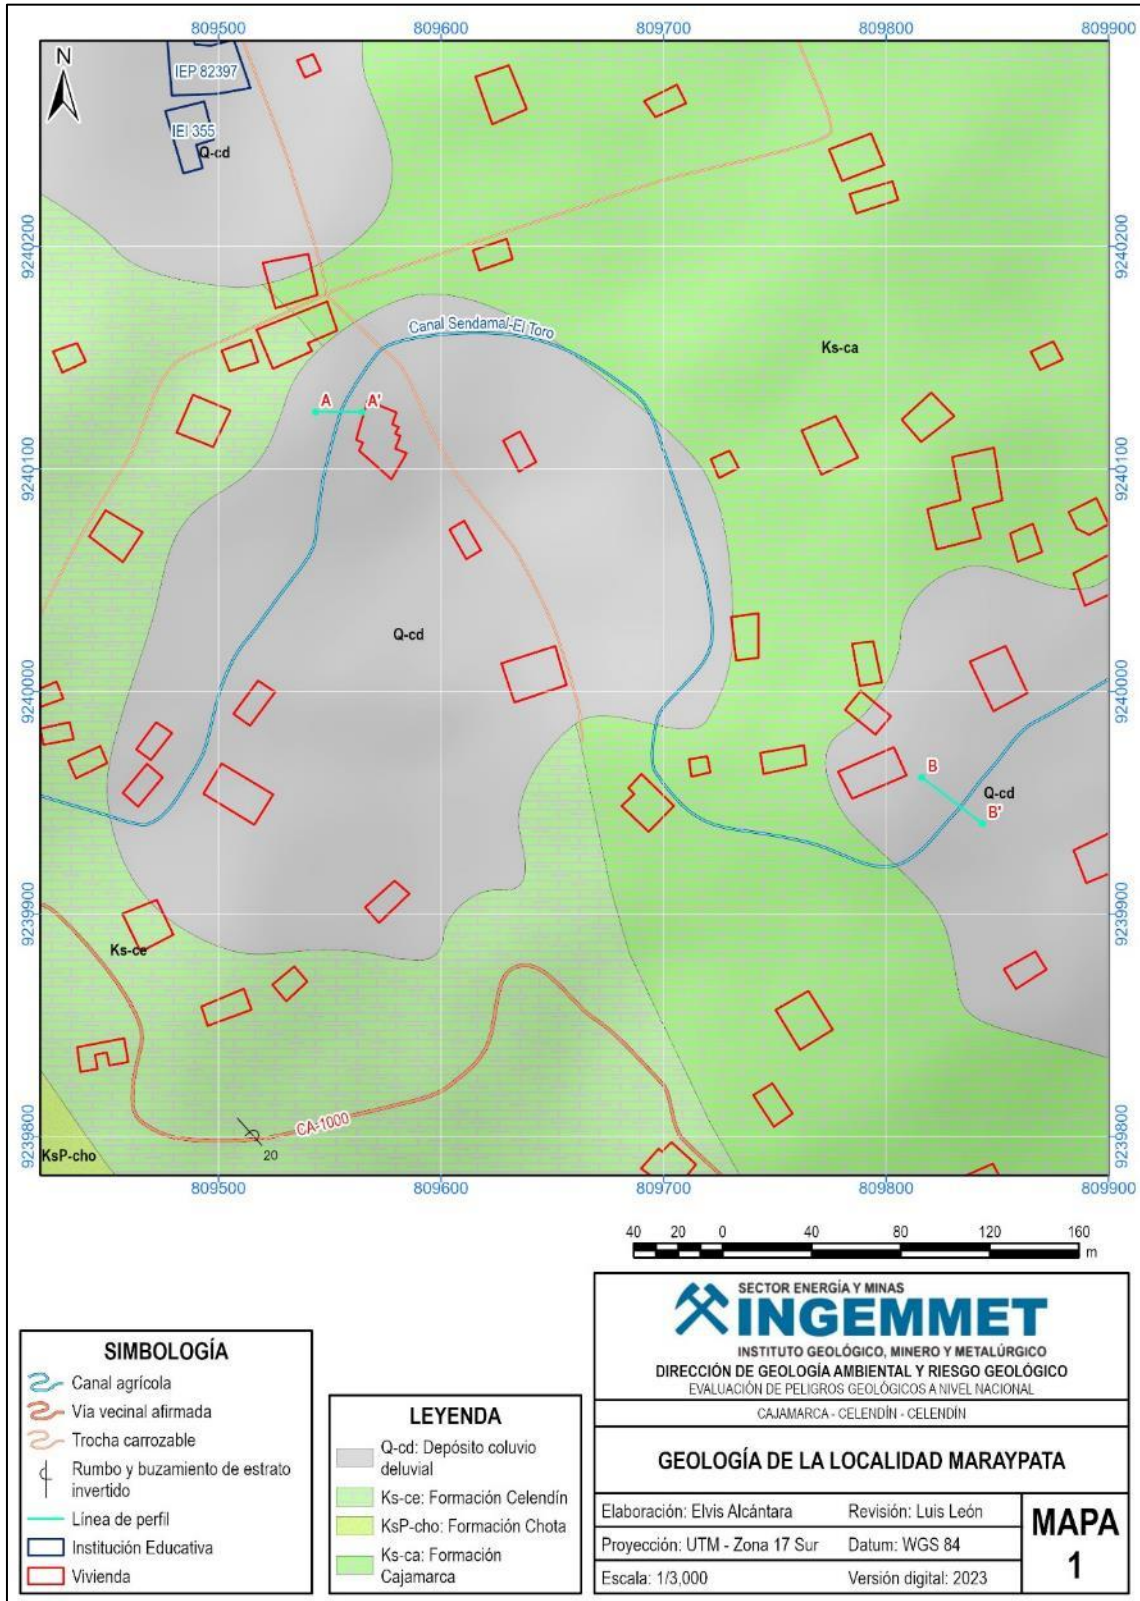 809500
809600
809700
809800
809900
N
IEP 82397
IEI 355
Q-cd
9240200
9240200
Canal Sendamal-El Toro
Ks-ca
A
A'
9240100
9240100
Q-cd
9240000
9240000
B
Q-cd
B'
9239900
9239900
Ks-ce
CA-1000
20
9239800
9239800
KsP-cho
809500
809600
809700
809800
809900
40 20 0 40 80 120 160
m
SIMBOLOGÍA
Canal agrícola
Vía vecinal afirmada
Trocha carrozable
Rumbo y buzamiento de estrato
invertido
Línea de perfil
Institución Educativa
Vivienda
LEYENDA
Q-cd: Depósito coluvio
deluvial
Ks-ce: Formación Celendín
KsP-cho: Formación Chota
Ks-ca: Formación
Cajamarca
SECTOR ENERGÍA Y MINAS
INGEMMET
INSTITUTO GEOLÓGICO, MINERO Y METALÚRGICO
DIRECCIÓN DE GEOLOGÍA AMBIENTAL Y RIESGO GEOLÓGICO
EVALUACIÓN DE PELIGROS GEOLÓGICOS A NIVEL NACIONAL
CAJAMARCA - CELENDÍN - CELENDÍN
GEOLOGÍA DE LA LOCALIDAD MARAYPATA
Elaboración: Elvis Alcántara
Revisión: Luis León
Proyección: UTM - Zona 17 Sur
Datum: WGS 84
Escala: 1/3,000
Versión digital: 2023
MAPA
1